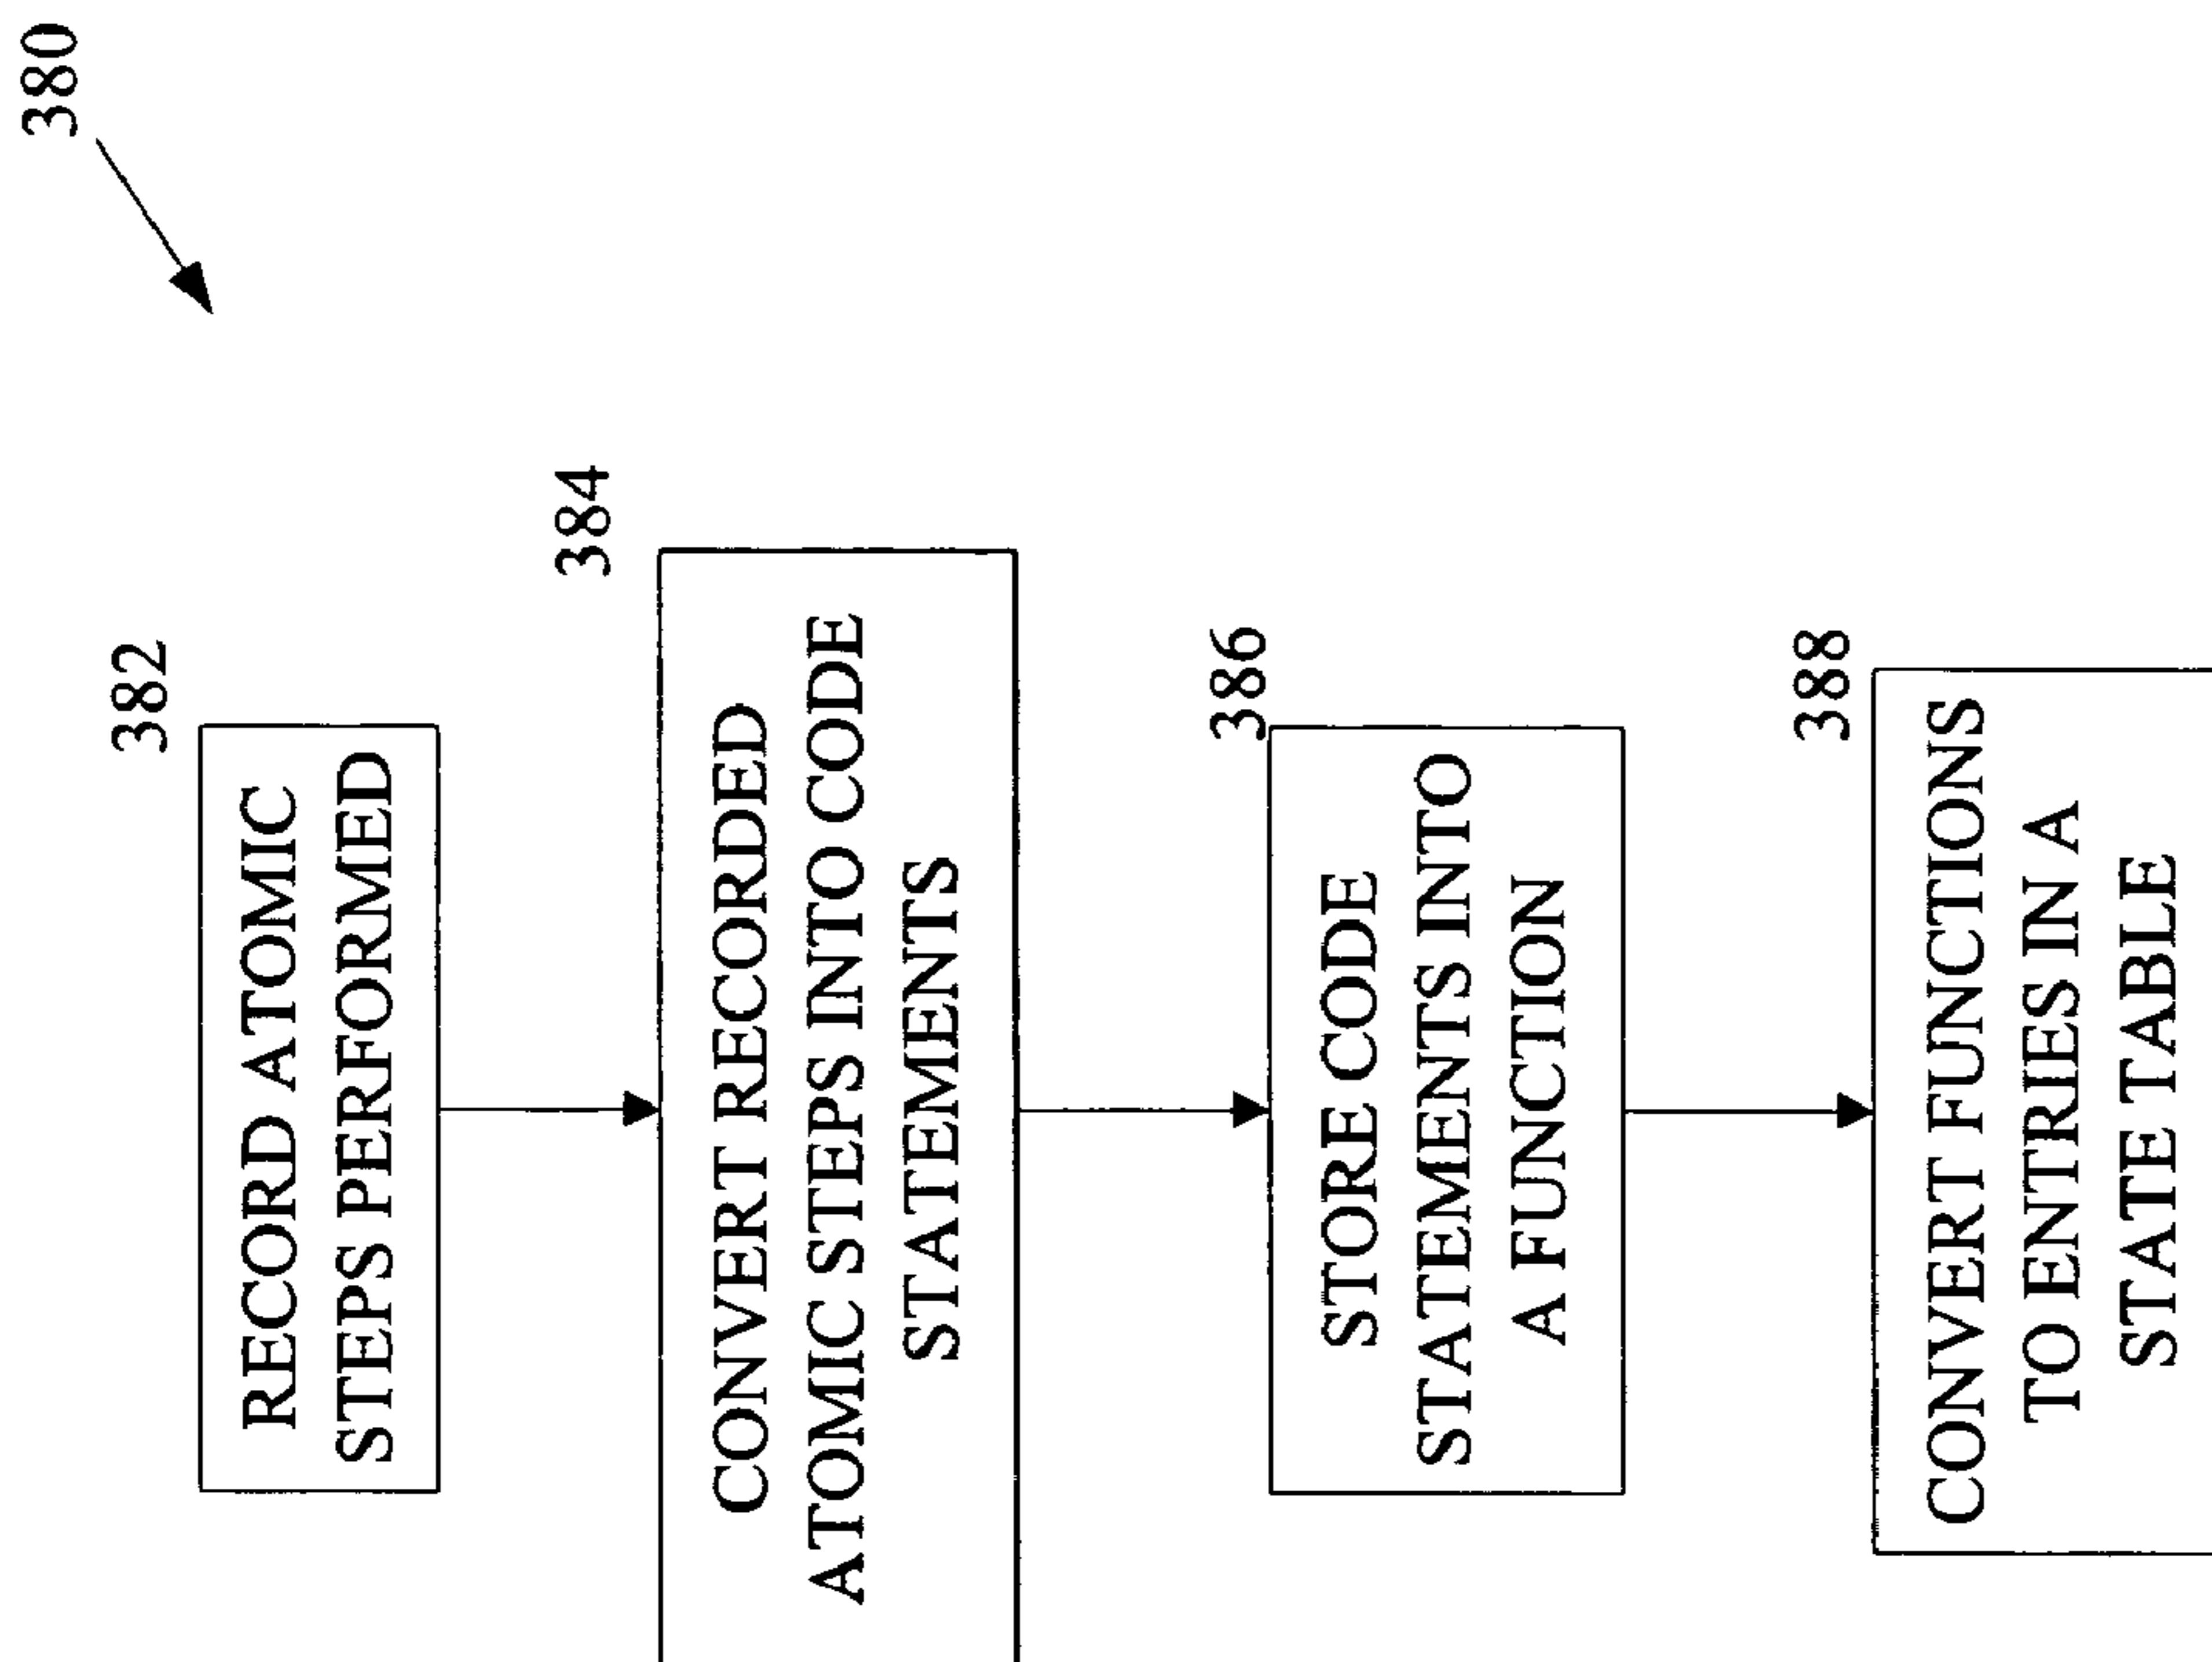 380
382
RECORD ATOMIC
STEPS PERFORMED
384
CONVERT RECORDED
ATOMIC STEPS INTO CODE
STATEMENTS
386
STORE CODE
STATEMENTS INTO
A FUNCTION
388
CONVERT FUNCTIONS
TO ENTRIES IN A
STATE TABLE